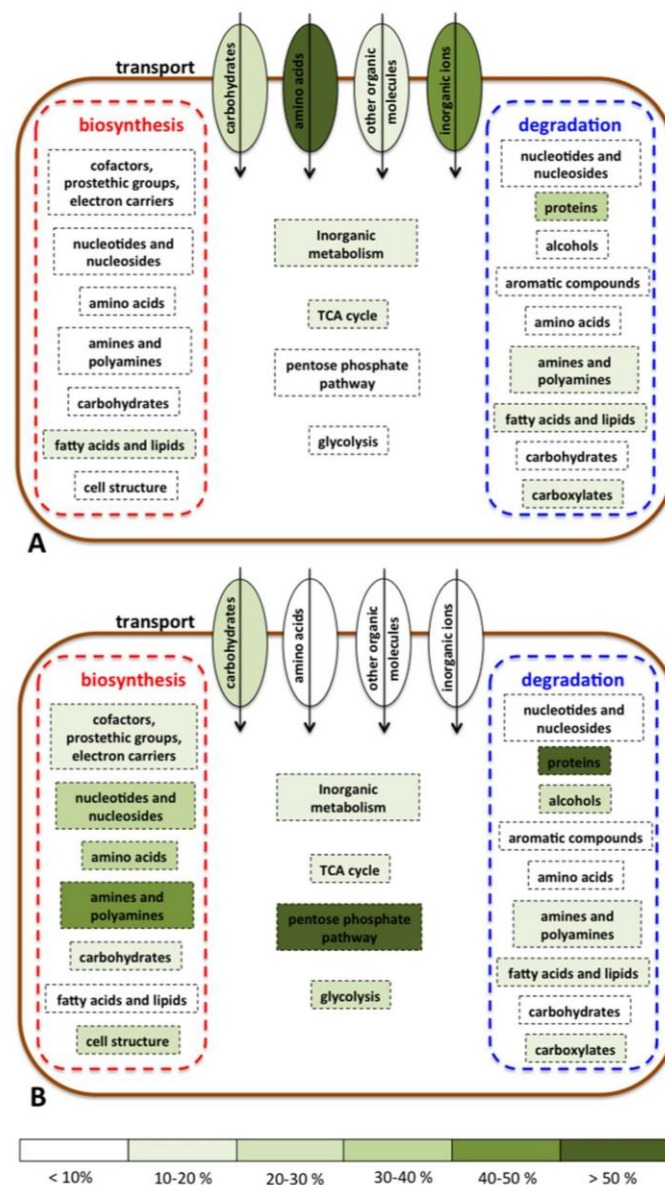 transport
carbohydrates
amino acids
other organic
molecules
inorganic ions
biosynthesis
cofactors,
prostethic groups,
electron carriers
nucleotides and
nucleosides
amino acids
amines and
polyamines
carbohydrates
fatty acids and lipids
cell structure
Inorganic
metabolism
TCA cycle
pentose phosphate
pathway
glycolysis
degradation
nucleotides and
nucleosides
proteins
alcohols
aromatic compounds
amino acids
amines and
polyamines
fatty acids and lipids
carbohydrates
carboxylates
A
transport
carbohydrates
amino acids
other organic
molecules
inorganic ions
biosynthesis
cofactors,
prostethic groups,
electron carriers
nucleotides and
nucleosides
amino acids
amines and
polyamines
carbohydrates
fatty acids and lipids
cell structure
Inorganic
metabolism
TCA cycle
pentose phosphate
pathway
glycolysis
degradation
nucleotides and
nucleosides
proteins
alcohols
aromatic compounds
amino acids
amines and
polyamines
fatty acids and lipids
carbohydrates
carboxylates
B
< 10% 10-20 % 20-30 % 30-40 % 40-50 % > 50%